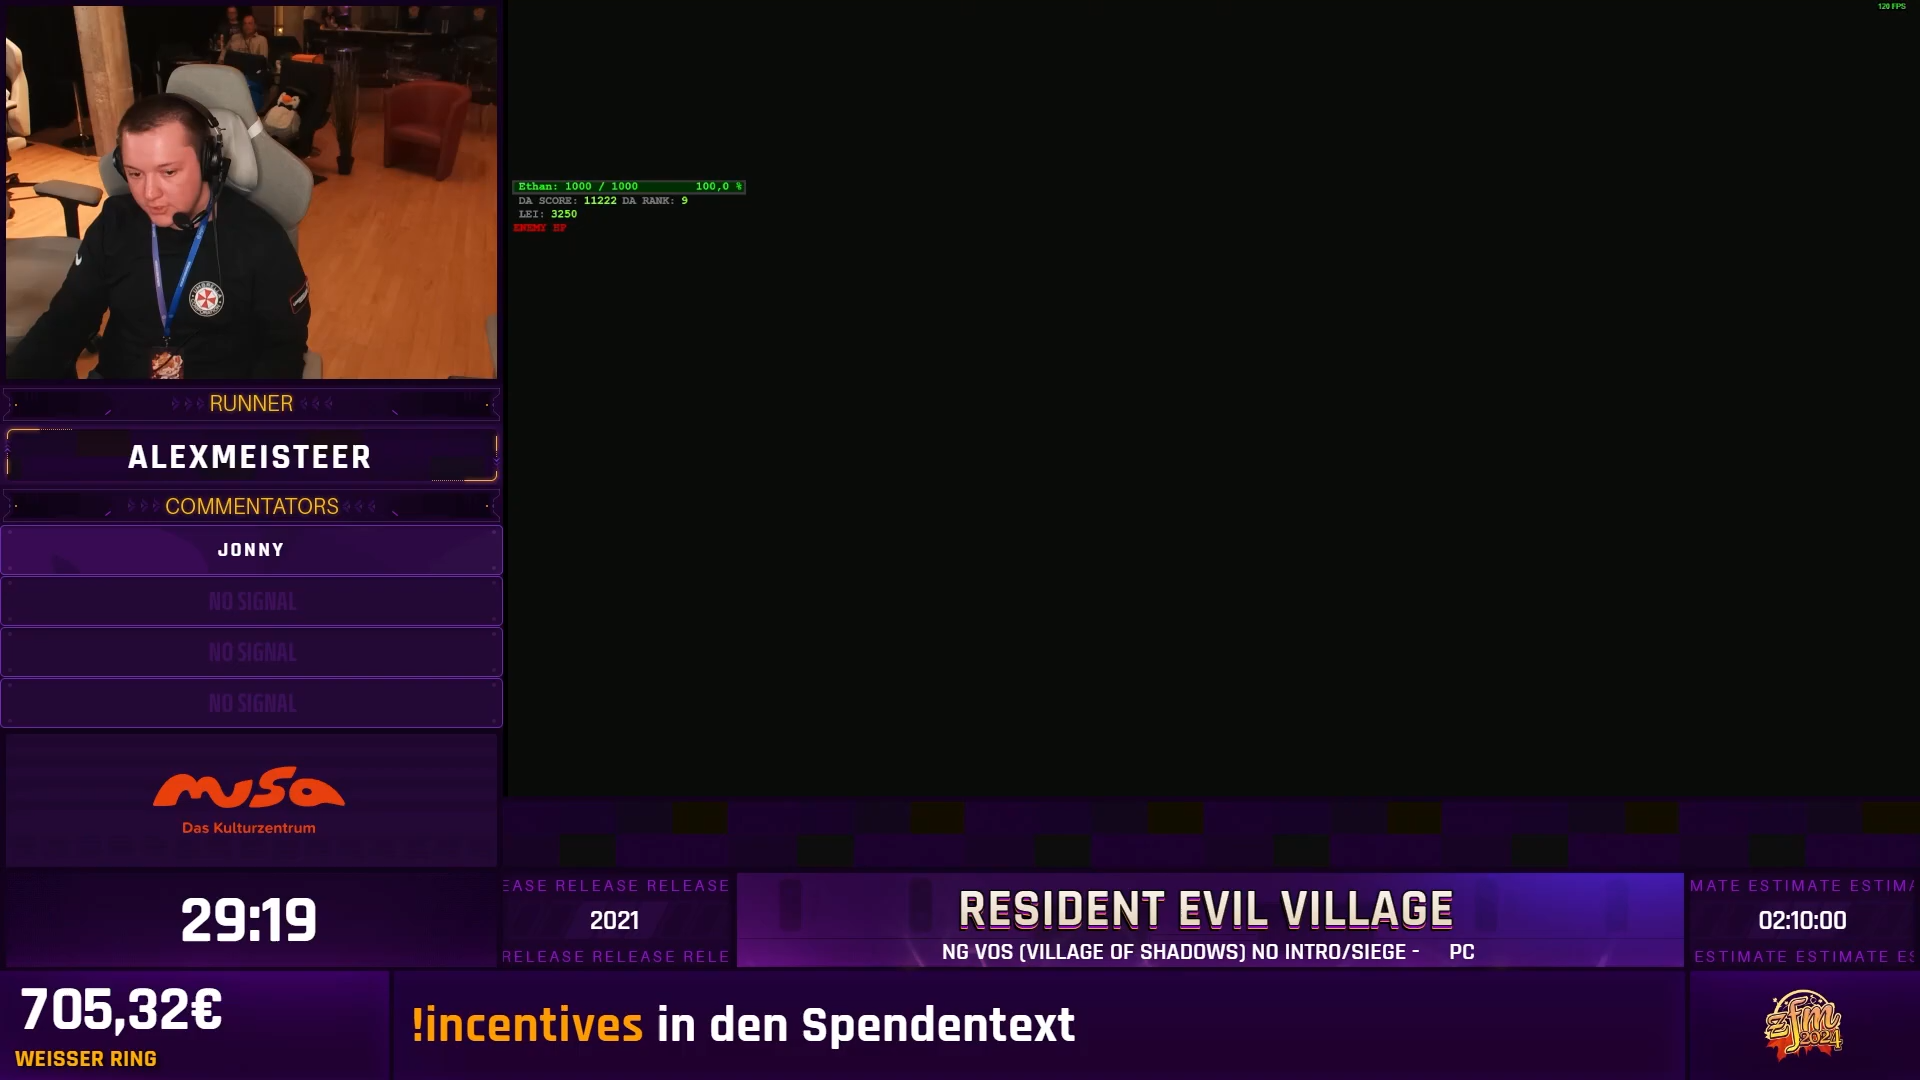 120 FPS
Ethan: 1000 / 1000 100,0 %
DA SCORE: 11222 DA RANK: 9
LEI: 3250
ENEMY HP
RUNNER
ALEXMEISTEER
COMMENTATORS
JONNY
NO SIGNAL
NO SIGNAL
NO SIGNAL
musa
Das Kulturzentrum
29:19
EASE RELEASE RELEASE
2021
RELEASE RELEASE RELE
RESIDENT EVIL VILLAGE
NG VOS (VILLAGE OF SHADOWS) NO INTRO/SIEGE - PC
MATE ESTIMATE ESTIMA
02:10:00
ESTIMATE ESTIMATE ES
705,32€
WEISSER RING
!incentives in den Spendentext
zfm
2024